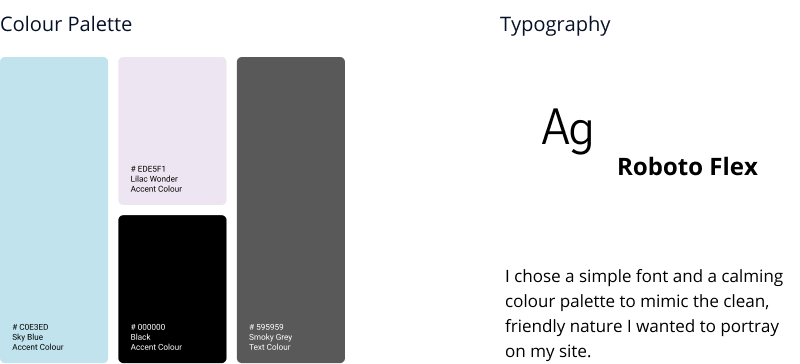 Colour Palette
# C0E3ED
Sky Blue
Accent Colour
# EDE5F1
Lilac Wonder
Accent Colour
# 000000
Black
Accent Colour
# 595959
Smoky Grey
Text Colour
Typography
Ag
Roboto Flex
I chose a simple font and a calming
colour palette to mimic the clean,
friendly nature I wanted to portray
on my site.